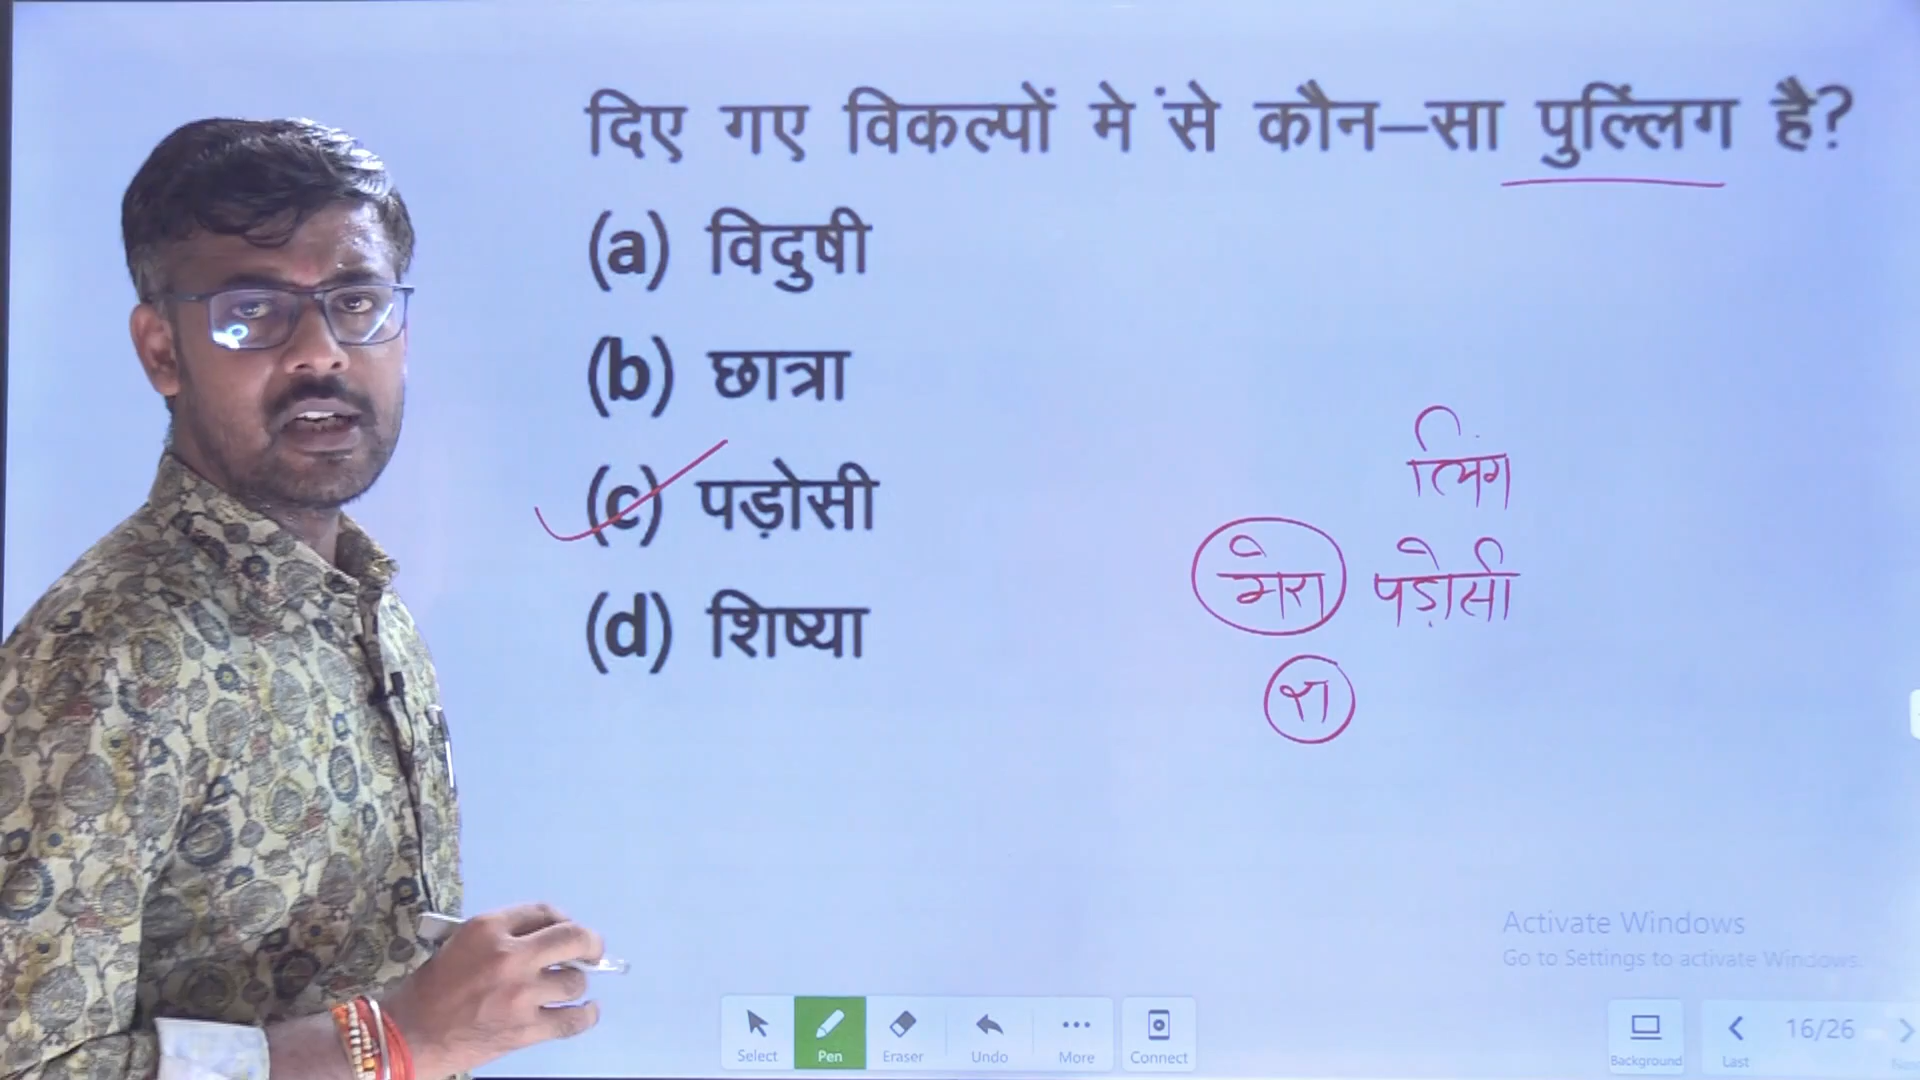 दिए गए विकल्पों में से कौन–सा पुल्लिंग है?
(a) विदुषी
(b) छात्रा
(c) पड़ोसी
(d) शिष्या
लिंग
मेरा पड़ोसी
रा
Activate Windows
Go to Settings to activate Windows.
Select
Pen
Eraser
Undo
More
Connect
Background
Last
16/26